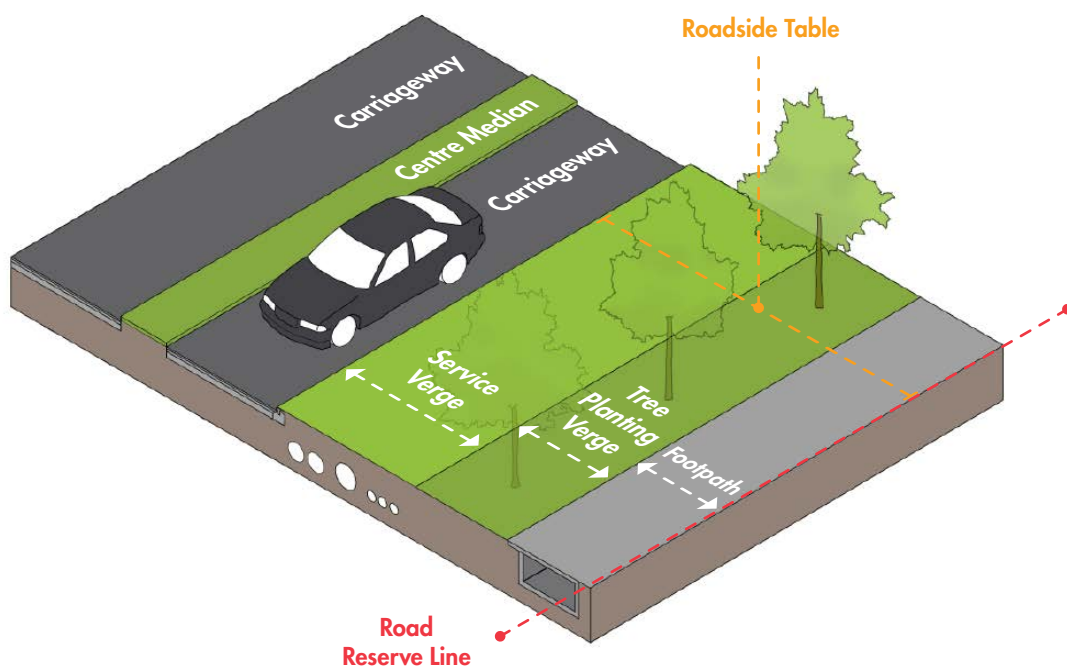 Roadside Table
Carriageway
Centre Median
Carriageway
Service
Verge
Tree
Planting
Verge
Footpath
Road
Reserve Line